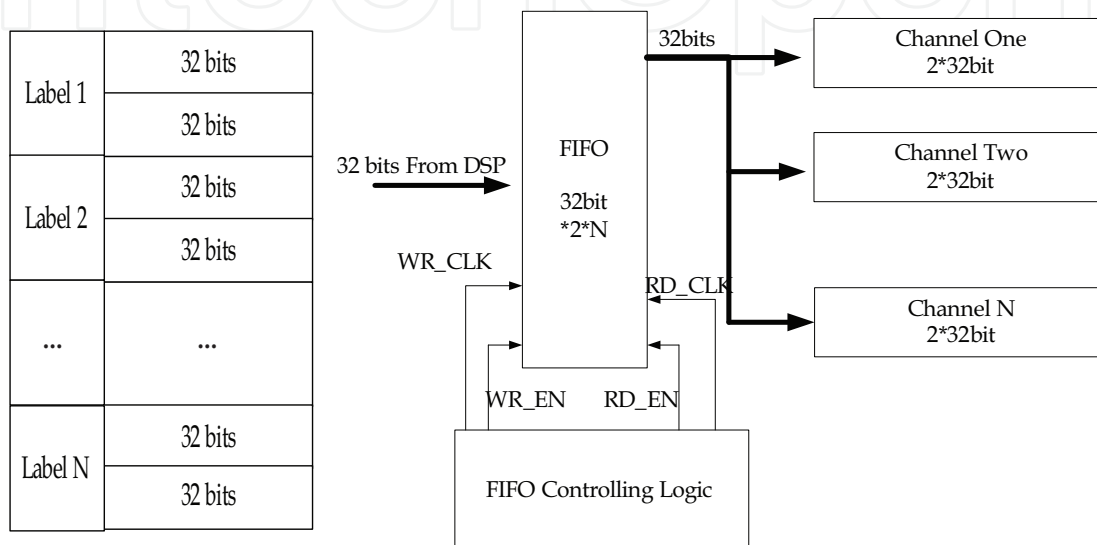 Label 1
32 bits
32 bits
Label 2
32 bits
32 bits
...
...
Label N
32 bits
32 bits
32 bits From DSP
FIFO
32bit
*2*N
32bits
WR_CLK
RD_CLK
WR_EN
RD_EN
FIFO Controlling Logic
Channel One
2*32bit
Channel Two
2*32bit
Channel N
2*32bit